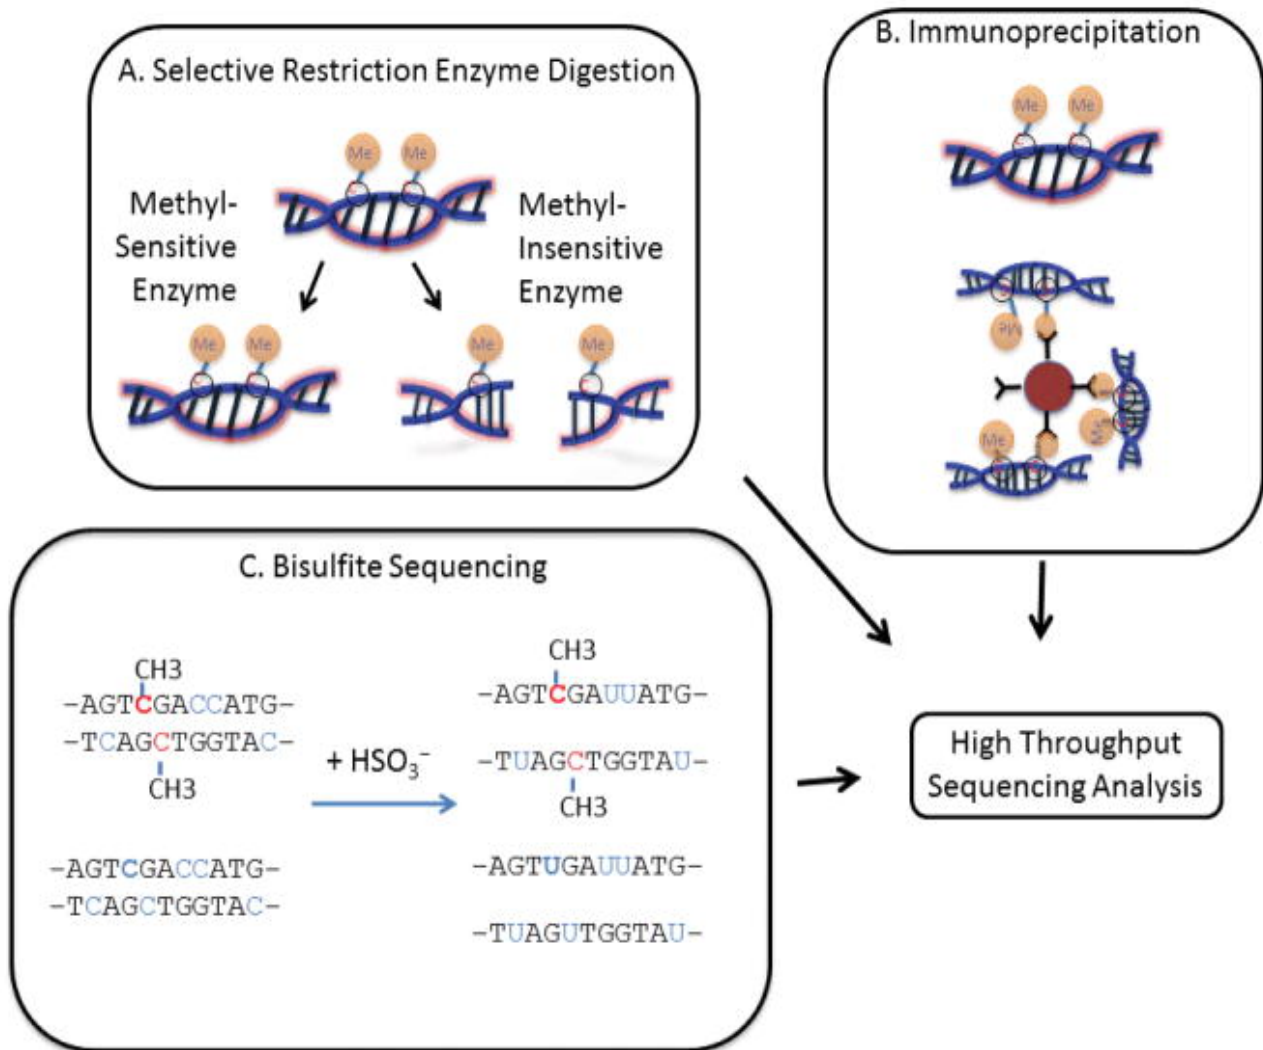 A. Selective Restriction Enzyme Digestion
Me Me
Methyl-
Sensitive
Enzyme
Methyl-
Insensitive
Enzyme
Me Me
Me
Me
B. Immunoprecipitation
Me Me
Me
Me
Me
C. Bisulfite Sequencing
CH3
-AGTCGACCATG-
-TCAGCTGGTAC-
CH3
-AGTCGACCATG-
-TCAGCTGGTAC-
+ HSO₃⁻
CH3
-AGTCGAUUATG-
-TUAGCTGGTAU-
CH3
-AGTUGAUUATG-
-TUAGUTGGTAU-
High Throughput
Sequencing Analysis